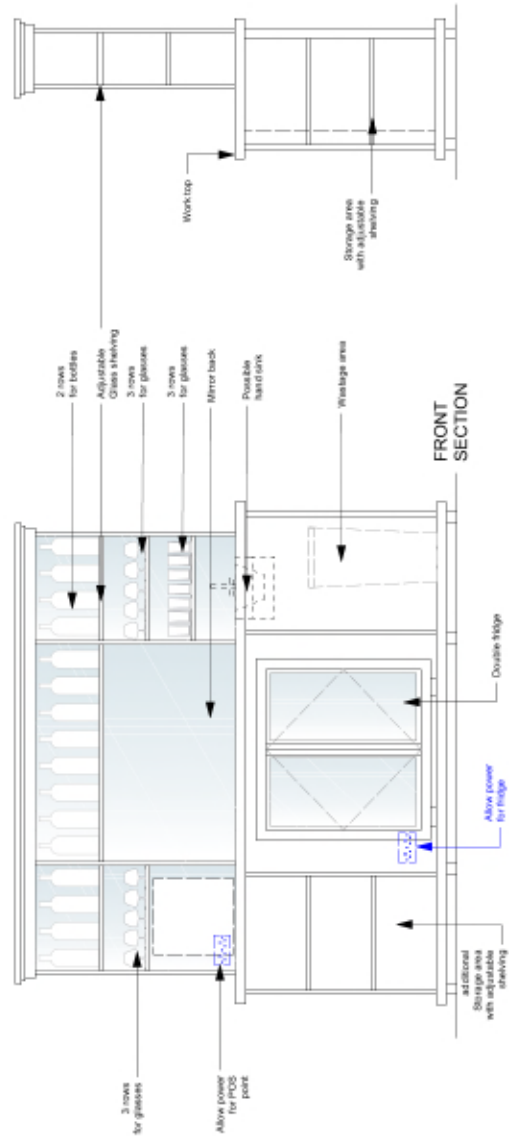 Work top
Storage area
with adjustable
shelving
2 rows
for bottles
Adjustable
Glass shelving
3 rows
for glasses
3 rows
for glasses
Mirror back
Possible
hand sink
Wastage area
FRONT
SECTION
Double fridge
Allow power
for fridge
additional
Storage area
with adjustable
shelving
3 rows
for glasses
Allow power
for POS
point